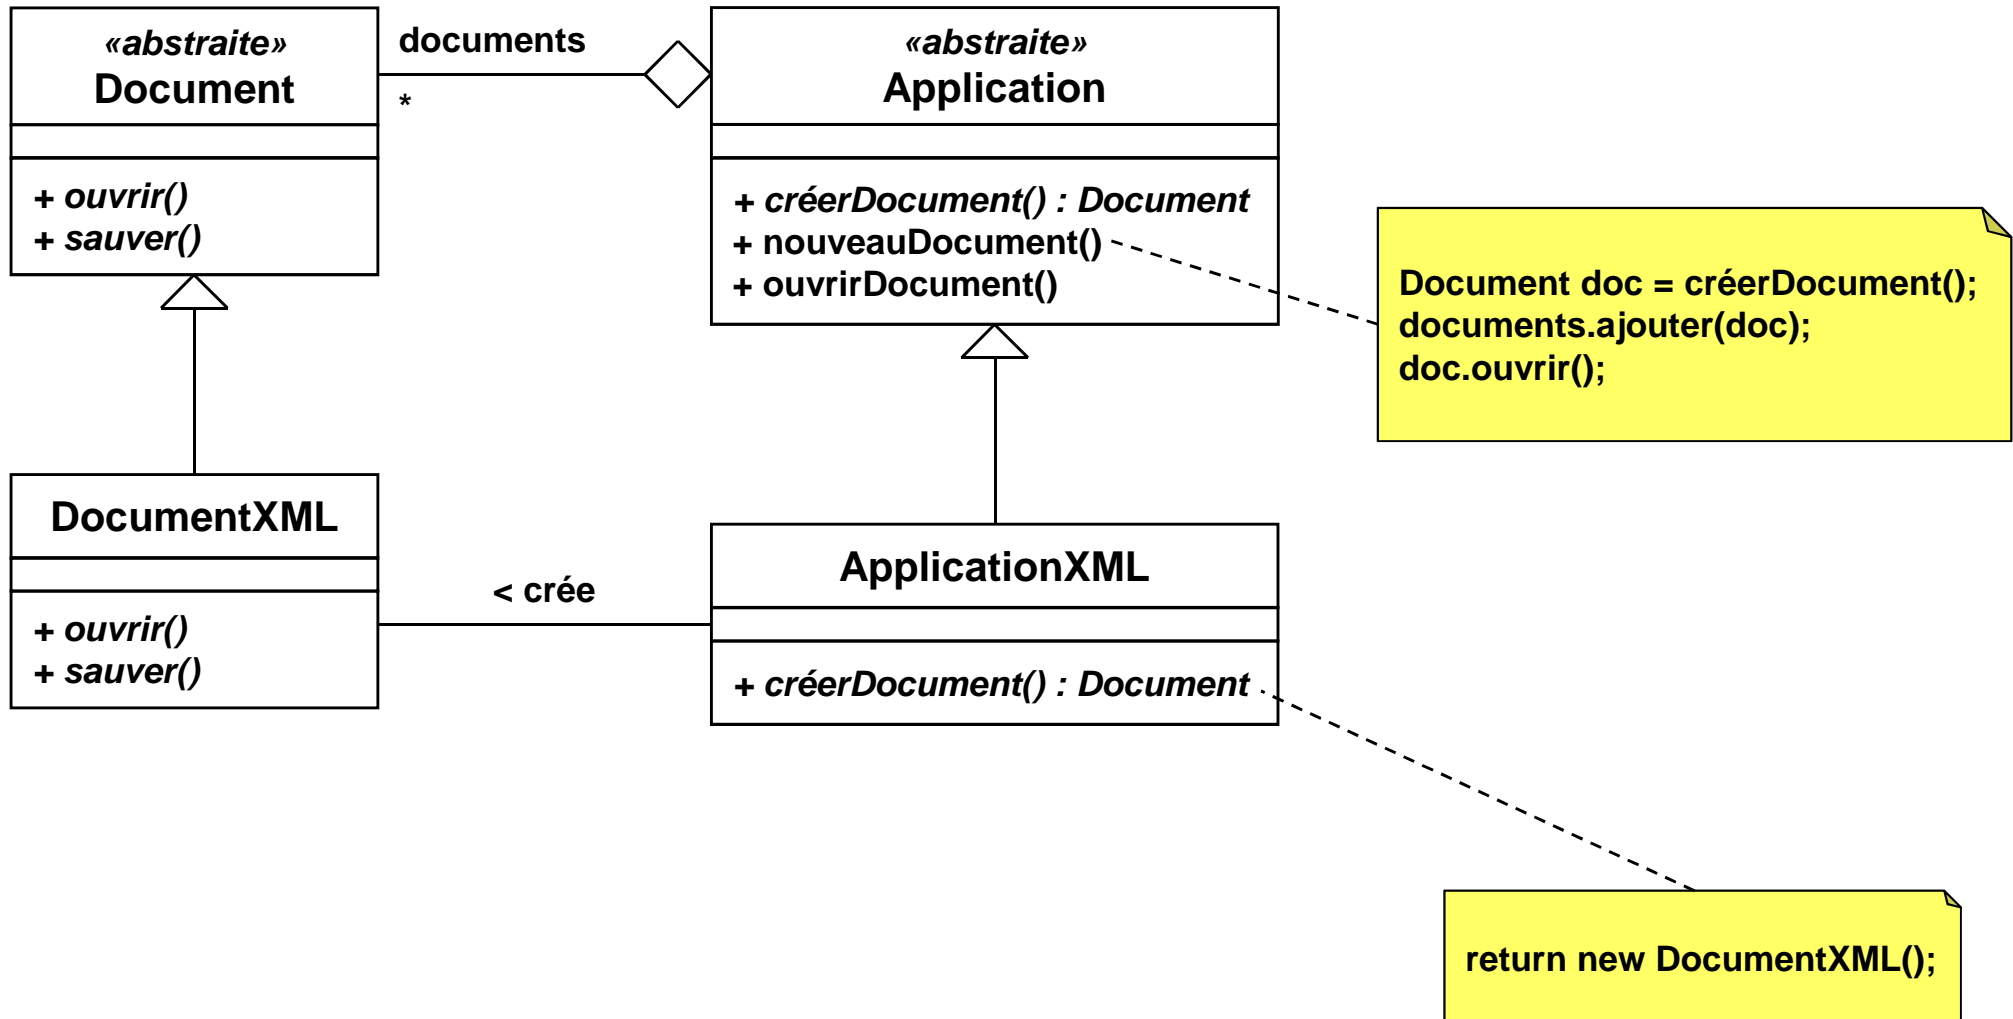 «abstraite»
Document
+ ouvrir()
+ sauver()
documents
*
«abstraite»
Application
+ créerDocument() : Document
+ nouveauDocument()
+ ouvrirDocument()
Document doc = créerDocument();
documents.ajouter(doc);
doc.ouvrir();
DocumentXML
+ ouvrir()
+ sauver()
< crée
ApplicationXML
+ créerDocument() : Document
return new DocumentXML();